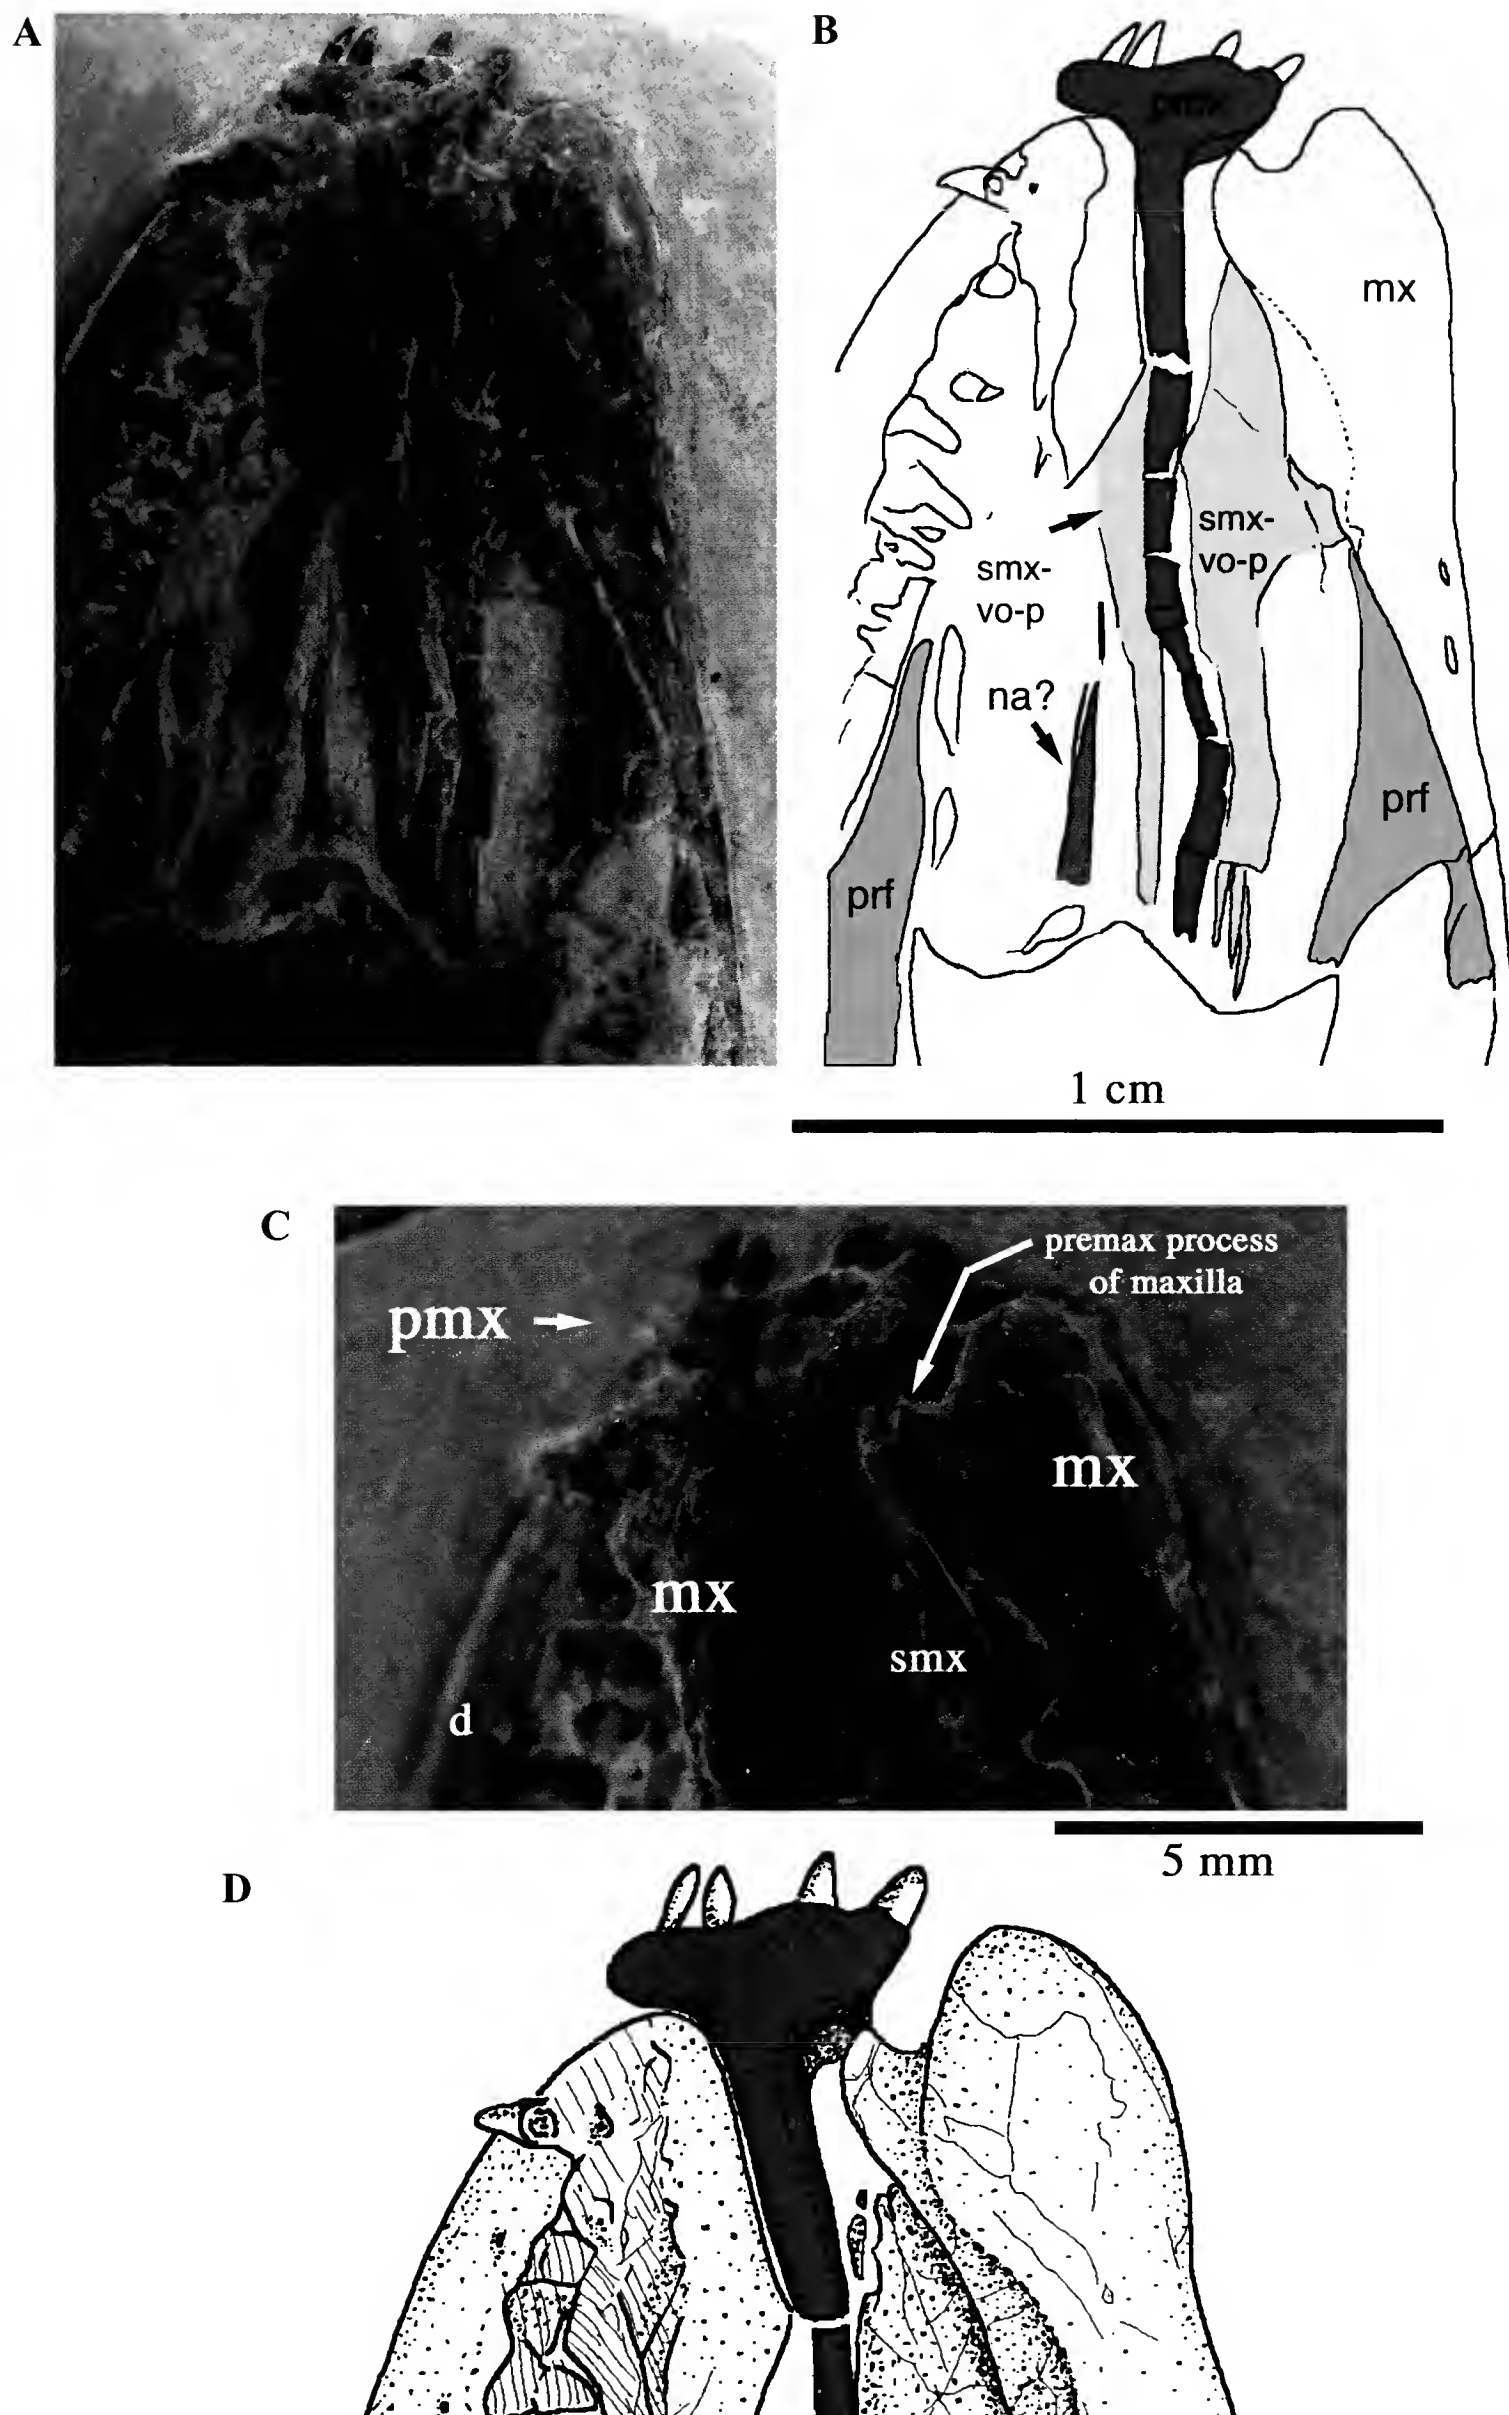 A
B
mx
smx-
vo-p
smx-
vo-p
na?
prf
prf
1 cm
C
premax process
of maxilla
pmx
mx
mx
smx
d
5 mm
D